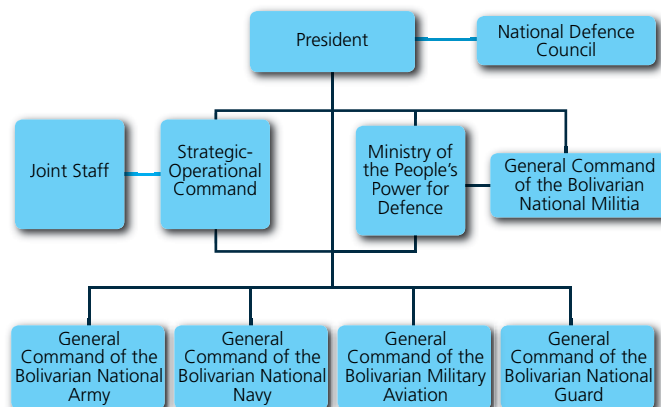 President
National Defence
Council
Joint Staff
Strategic-
Operational
Command
Ministry of
the People's
Power for
Defence
General Command
of the Bolivarian
National Militia
General
Command of the
Bolivarian National
Army
General
Command of the
Bolivarian National
Navy
General
Command of the
Bolivarian Military
Aviation
General
Command of the
Bolivarian National
Guard